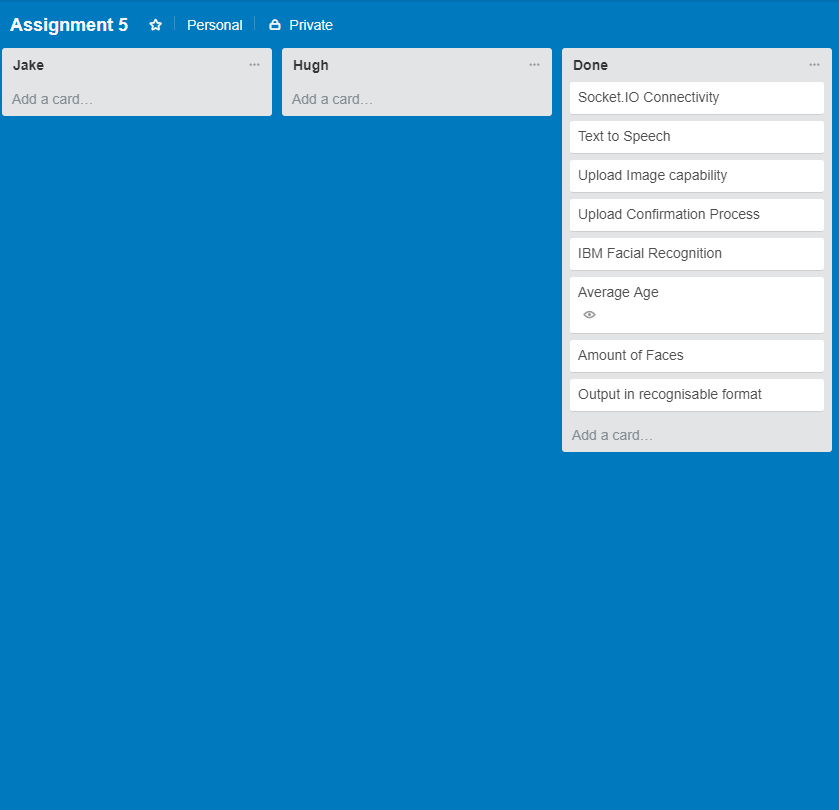 Assignment 5 Personal Private
Jake
Add a card…
Hugh
Add a card…
Done
Socket.IO Connectivity
Text to Speech
Upload Image capability
Upload Confirmation Process
IBM Facial Recognition
Average Age
Amount of Faces
Output in recognisable format
Add a card…